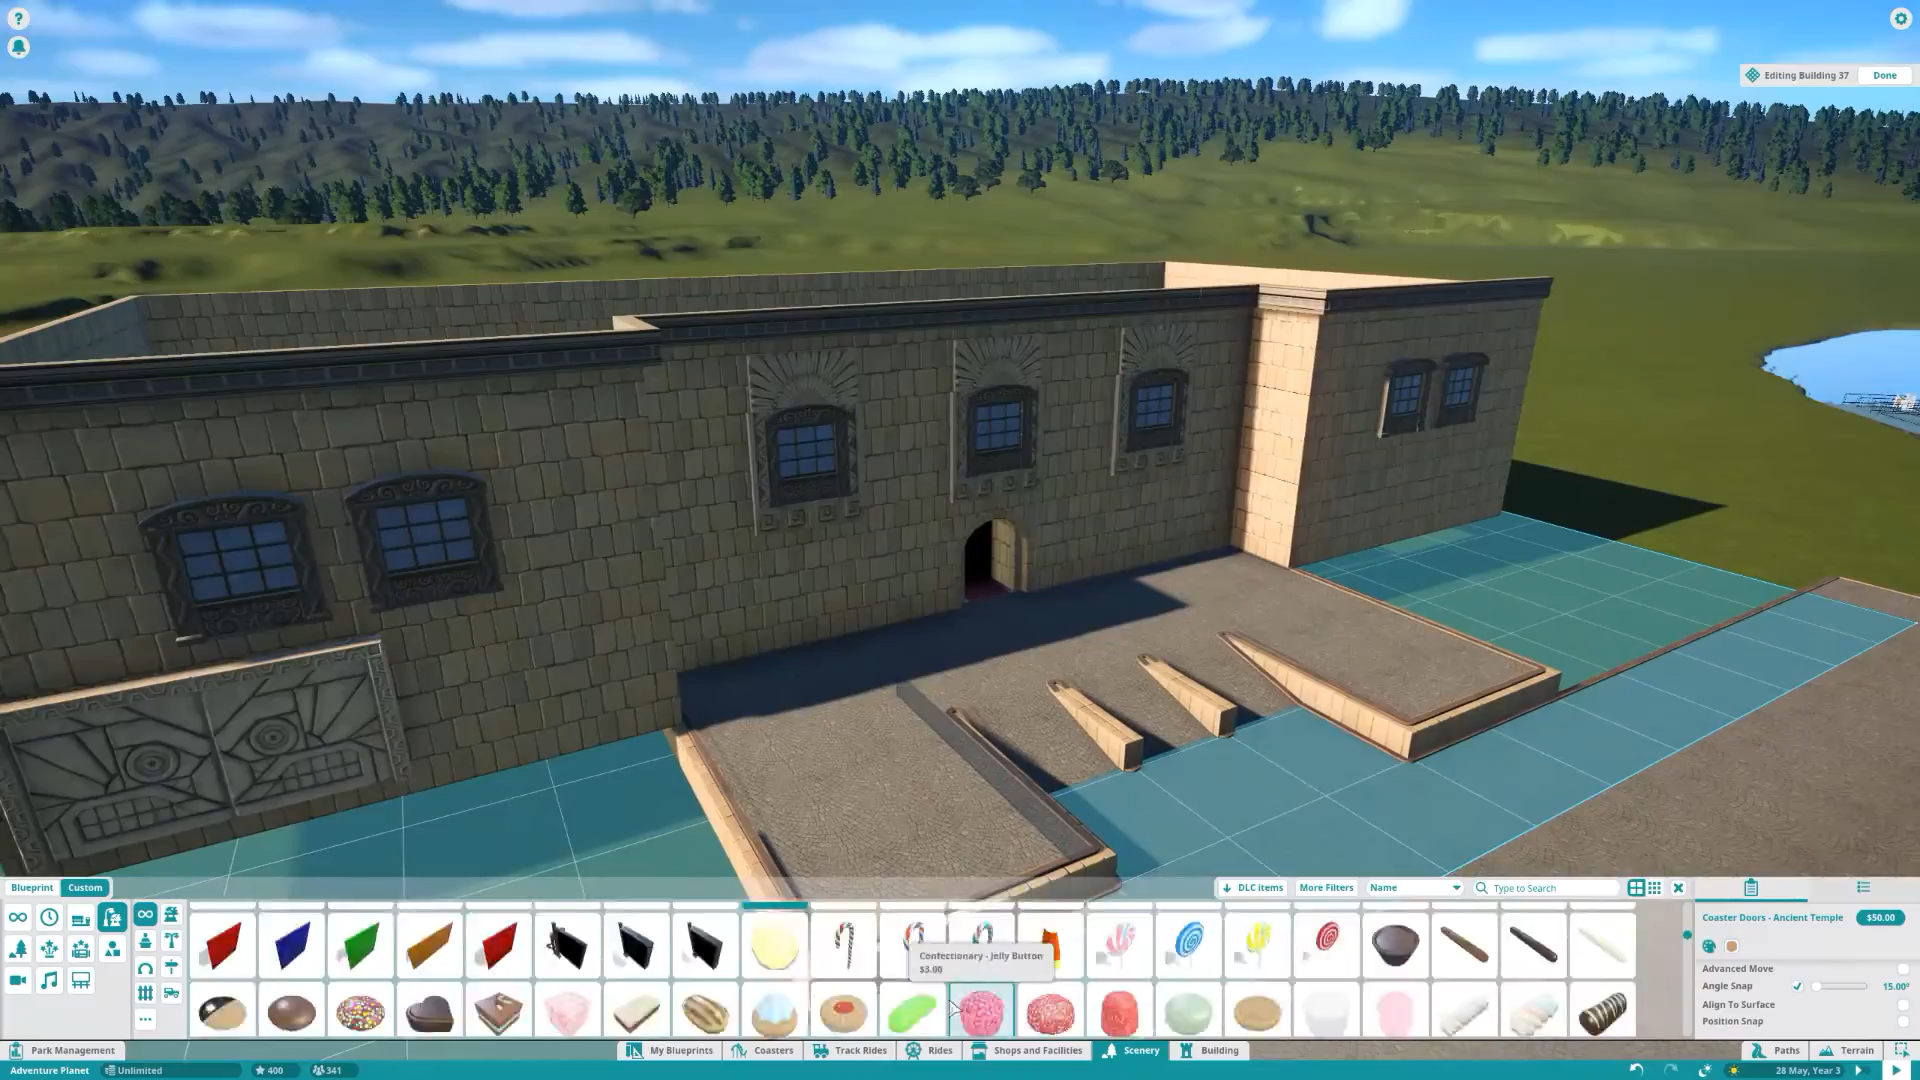 ?
Editing Building 37 Done
Blueprint Custom
DLC items More Filters Name Type to Search
Coaster Doors - Ancient Temple $50.00
Confectionary - Jelly Button
$3.00
Advanced Move
Angle Snap 15.00°
Align To Surface
Position Snap
Park Management My Blueprints Coasters Track Rides Rides Shops and Facilities Scenery Building Paths Terrain
Adventure Planet Unlimited 400 341 28 May, Year 3